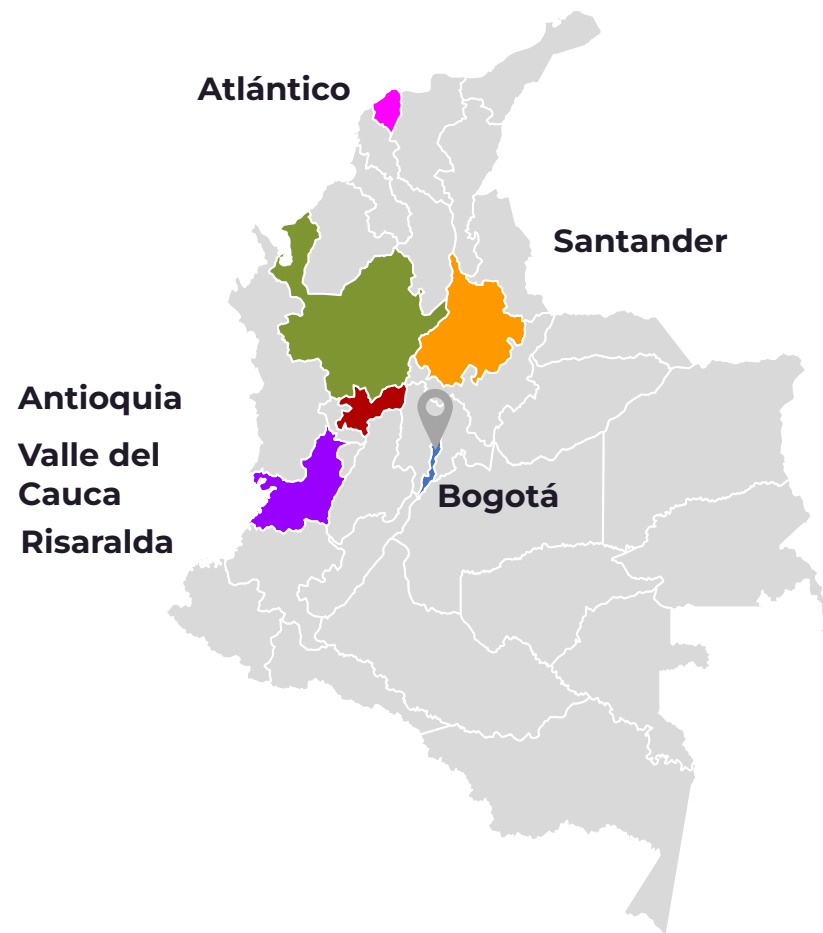 Atlántico
Santander
Antioquia
Valle del
Cauca
Bogotá
Risaralda